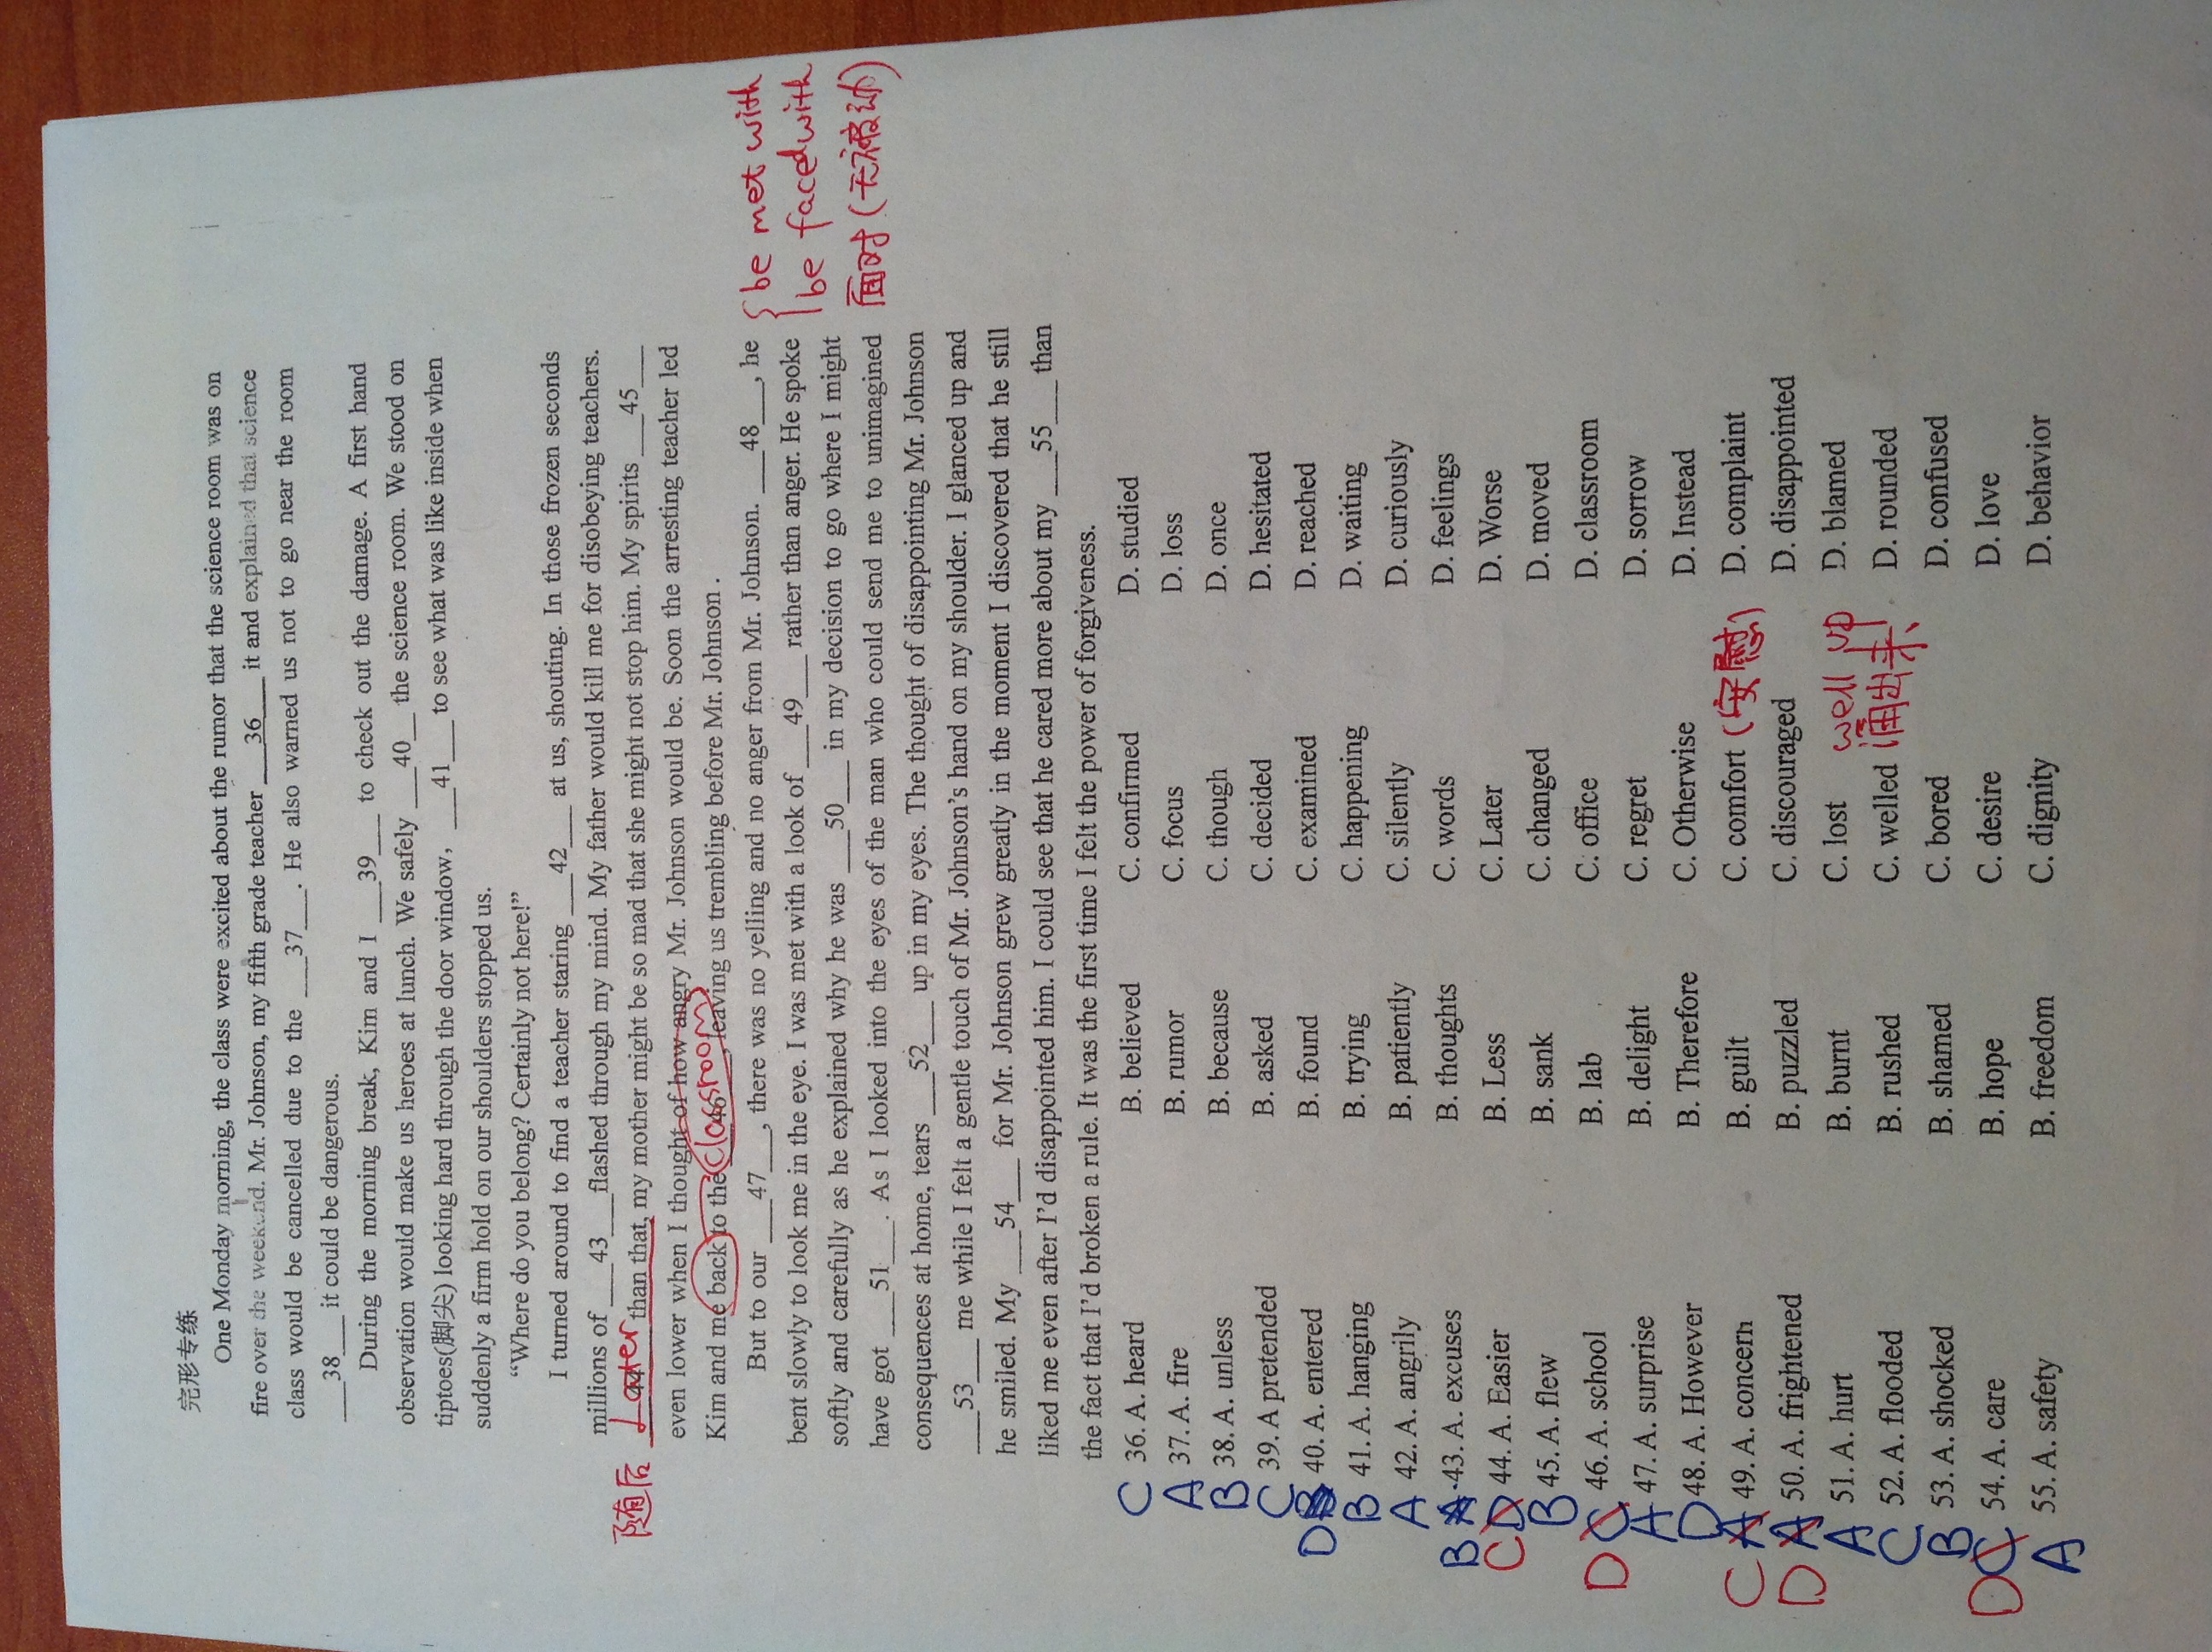 完形专练
One Monday morning, the class were excited about the rumor that the science room was on
fire over the weekend. Mr. Johnson, my fifth grade teacher ___36___ it and explained that science
class would be cancelled due to the ___37___. He also warned us not to go near the room
___38___ it could be dangerous.
During the morning break, Kim and I ___39___ to check out the damage. A first hand
observation would make us heroes at lunch. We safely ___40__ the science room. We stood on
tiptoes(脚尖) looking hard through the door window, ___41___ to see what was like inside when
suddenly a firm hold on our shoulders stopped us.
“Where do you belong? Certainly not here!”
I turned around to find a teacher staring ___42___ at us, shouting. In those frozen seconds
millions of ___43___flashed through my mind. My father would kill me for disobeying teachers.
随后 ___44___ Later than that, my mother might be so mad that she might not stop him. My spirits ___45___
even lower when I thought of how angry Mr. Johnson would be. Soon the arresting teacher led
Kim and me back to the ___46___ classroom, leaving us trembling before Mr. Johnson .
But to our ___47___, there was no yelling and no anger from Mr. Johnson. ___48___, he
be met with
bent slowly to look me in the eye. I was met with a look of ___49___ rather than anger. He spoke
be faced with
softly and carefully as he explained why he was ___50___ in my decision to go where I might
面对(无被动)
have got ___51___. As I looked into the eyes of the man who could send me to unimagined
consequences at home, tears ___52___ up in my eyes. The thought of disappointing Mr. Johnson
___53___ me while I felt a gentle touch of Mr. Johnson’s hand on my shoulder. I glanced up and
he smiled. My ___54___ for Mr. Johnson grew greatly in the moment I discovered that he still
liked me even after I’d disappointed him. I could see that he cared more about my ___55___ than
the fact that I’d broken a rule. It was the first time I felt the power of forgiveness.
C 36. A. heard B. believed C. confirmed D. studied
A 37. A. fire B. rumor C. focus D. loss
B 38. A. unless B. because C. though D. once
C 39. A pretended B. asked C. decided D. hesitated
D B 40. A. entered B. found C. examined D. reached
B 41. A. hanging B. trying C. happening D. waiting
A 42. A. angrily B. patiently C. silently D. curiously
B A 43. A. excuses B. thoughts C. words D. feelings
C D 44. A. Easier B. Less C. Later D. Worse
B 45. A. flew B. sank C. changed D. moved
D C 46. A. school B. lab C. office D. classroom
A 47. A. surprise B. delight C. regret D. sorrow
D 48. A. However B. Therefore C. Otherwise D. Instead
C A 49. A. concern B. guilt C. comfort (安慰) D. complaint
D A 50. A. frightened B. puzzled C. discouraged D. disappointed
A 51. A. hurt B. burnt C. lost well up D. blamed
C 52. A. flooded B. rushed C. welled 涌出来 D. rounded
B 53. A. shocked B. shamed C. bored D. confused
D C 54. A. care B. hope C. desire D. love
A 55. A. safety B. freedom C. dignity D. behavior